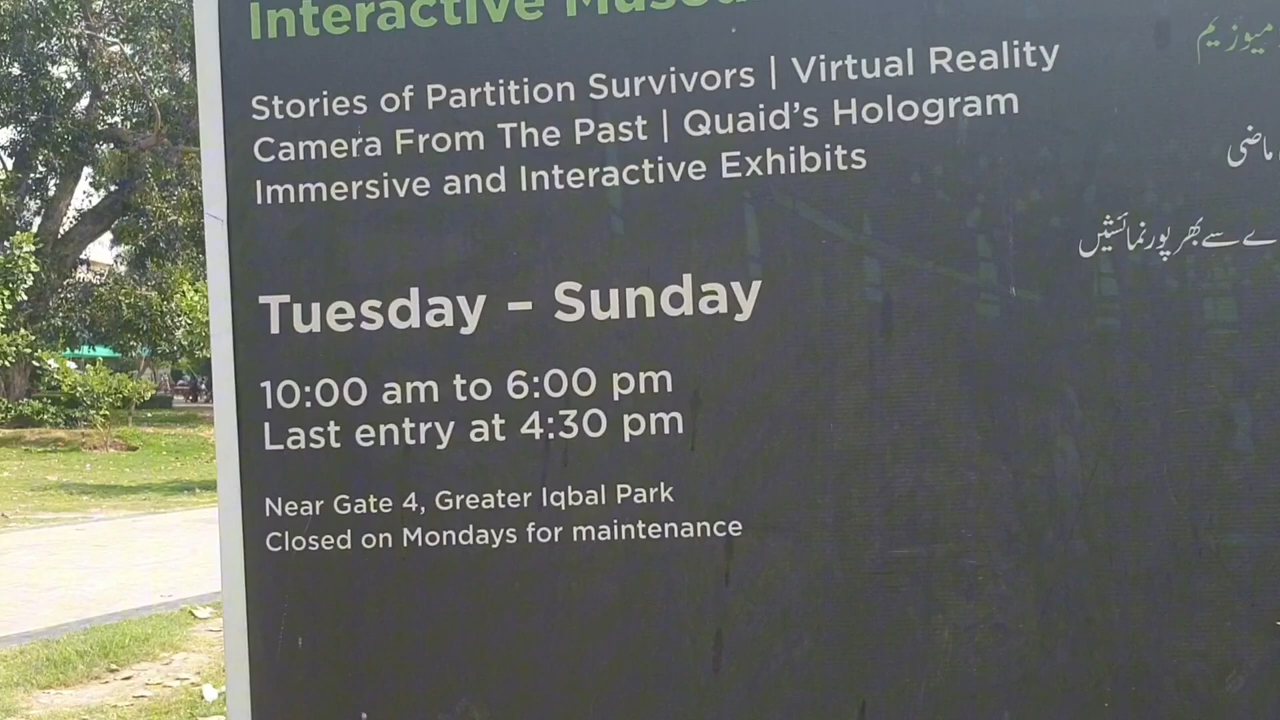 Interactive
Stories of Partition Survivors | Virtual Reality
Camera From The Past | Quaid's Hologram
Immersive and Interactive Exhibits
Tuesday – Sunday
10:00 am to 6:00 pm
Last entry at 4:30 pm
Near Gate 4, Greater Iqbal Park
Closed on Mondays for maintenance
میوزیم
ماضی
سے بھرپور نمائشیں